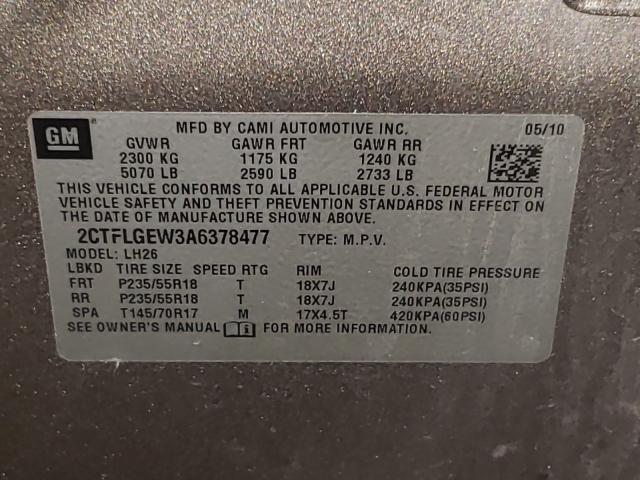 GM
MFD BY CAMI AUTOMOTIVE INC. 05/10
GVWR GAWR FRT GAWR RR
2300 KG 1175 KG 1240 KG
5070 LB 2590 LB 2733 LB
THIS VEHICLE CONFORMS TO ALL APPLICABLE U.S. FEDERAL MOTOR
VEHICLE SAFETY AND THEFT PREVENTION STANDARDS IN EFFECT ON
THE DATE OF MANUFACTURE SHOWN ABOVE.
2CTFLGEW3A6378477 TYPE: M.P.V.
MODEL: LH26
LBKD TIRE SIZE SPEED RTG RIM COLD TIRE PRESSURE
FRT P235/55R18 T 18X7J 240KPA(35PSI)
RR P235/55R18 T 18X7J 240KPA(35PSI)
SPA T145/70R17 M 17X4.5T 420KPA(60PSI)
SEE OWNER'S MANUAL FOR MORE INFORMATION.